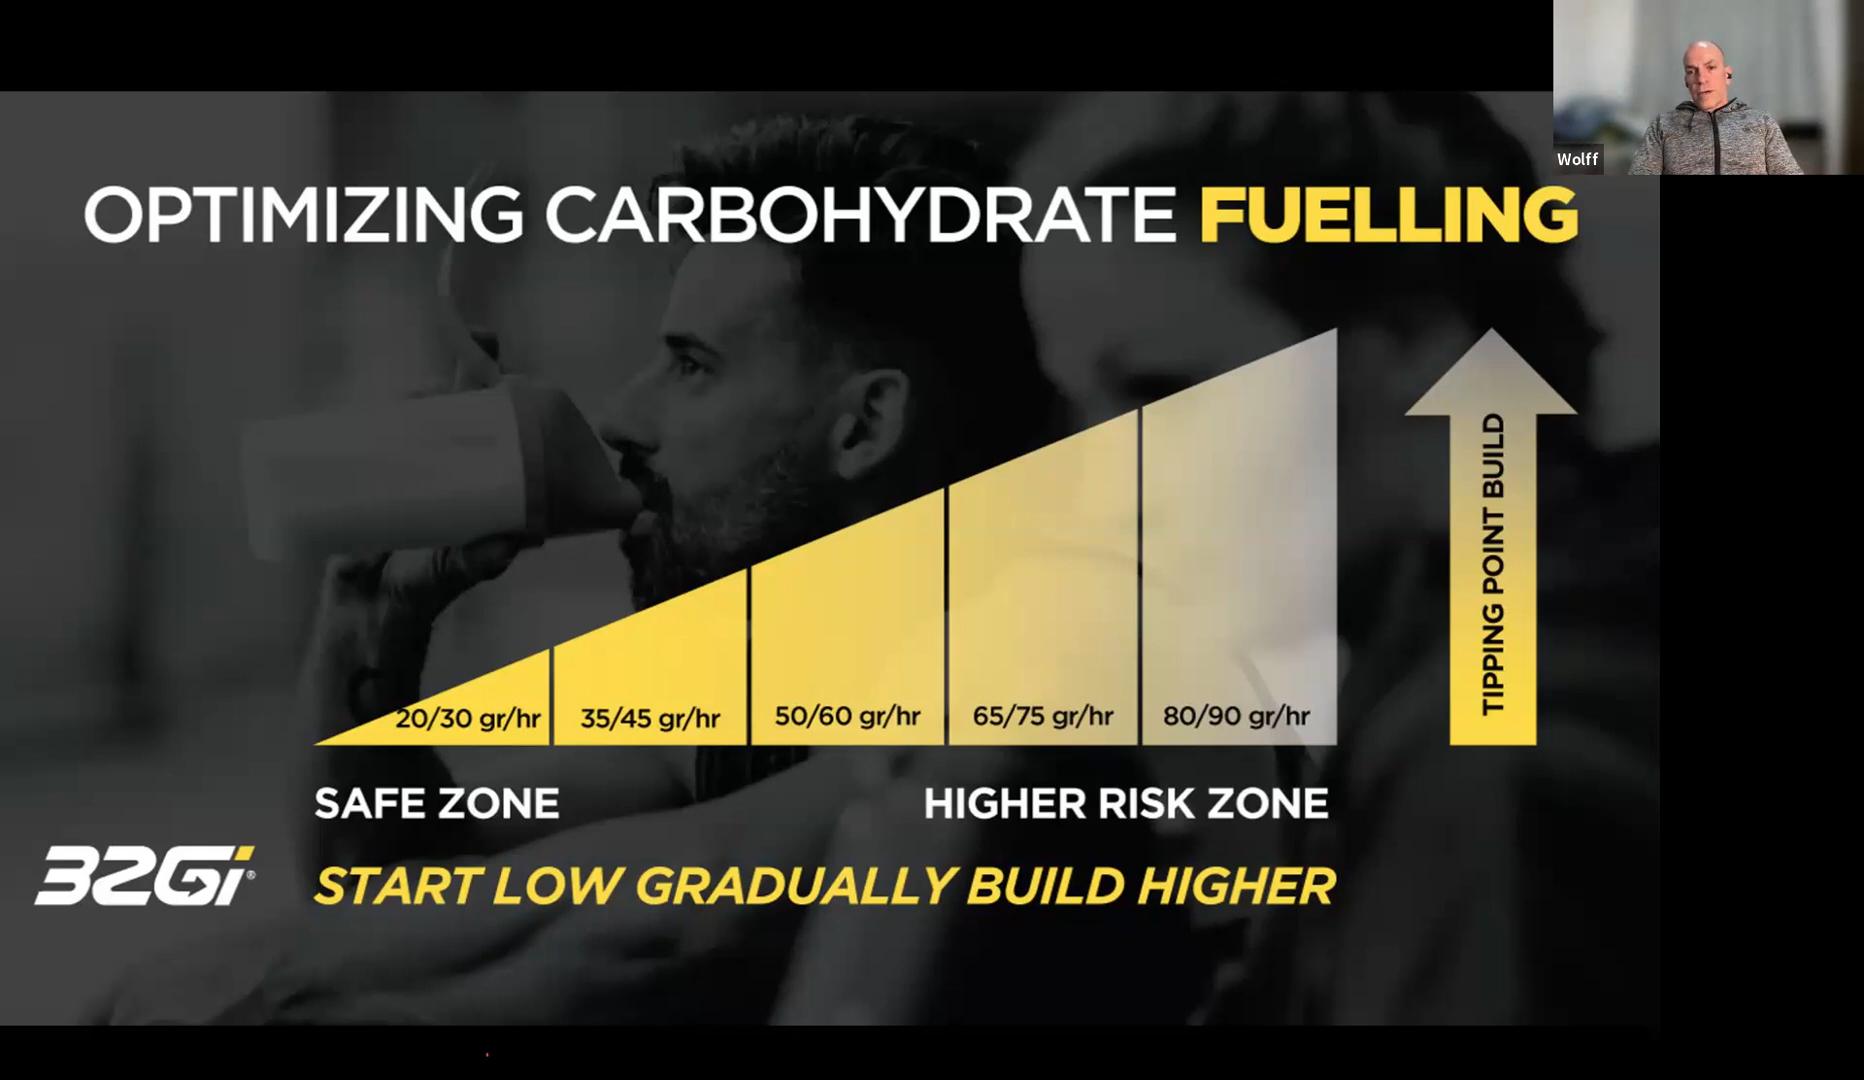 Wolff
OPTIMIZING CARBOHYDRATE FUELLING
TIPPING POINT BUILD
20/30 gr/hr
35/45 gr/hr
50/60 gr/hr
65/75 gr/hr
80/90 gr/hr
SAFE ZONE
HIGHER RISK ZONE
32Gi®
START LOW GRADUALLY BUILD HIGHER